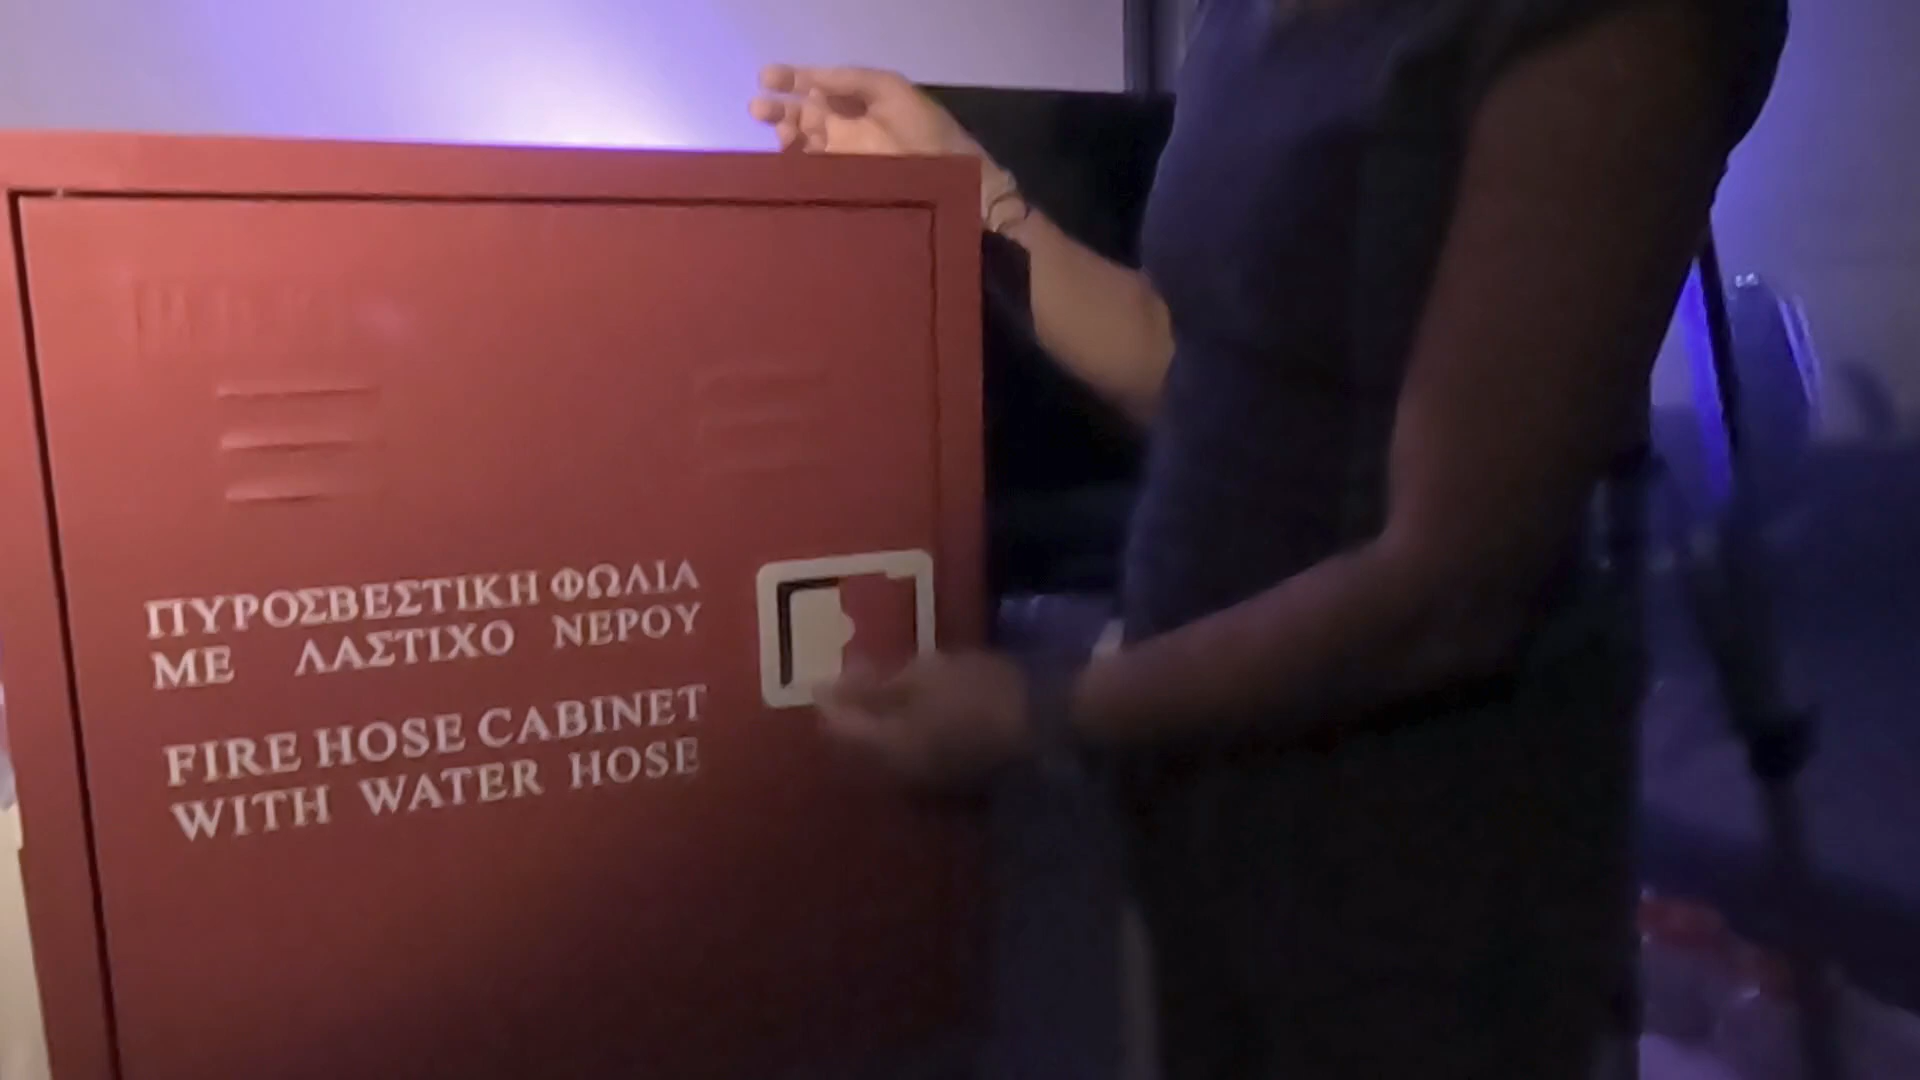 ΠΥΡΟΣΒΕΣΤΙΚΗ ΦΩΛΙΑ
ΜΕ ΛΑΣΤΙΧΟ ΝΕΡΟΥ
FIRE HOSE CABINET
WITH WATER HOSE